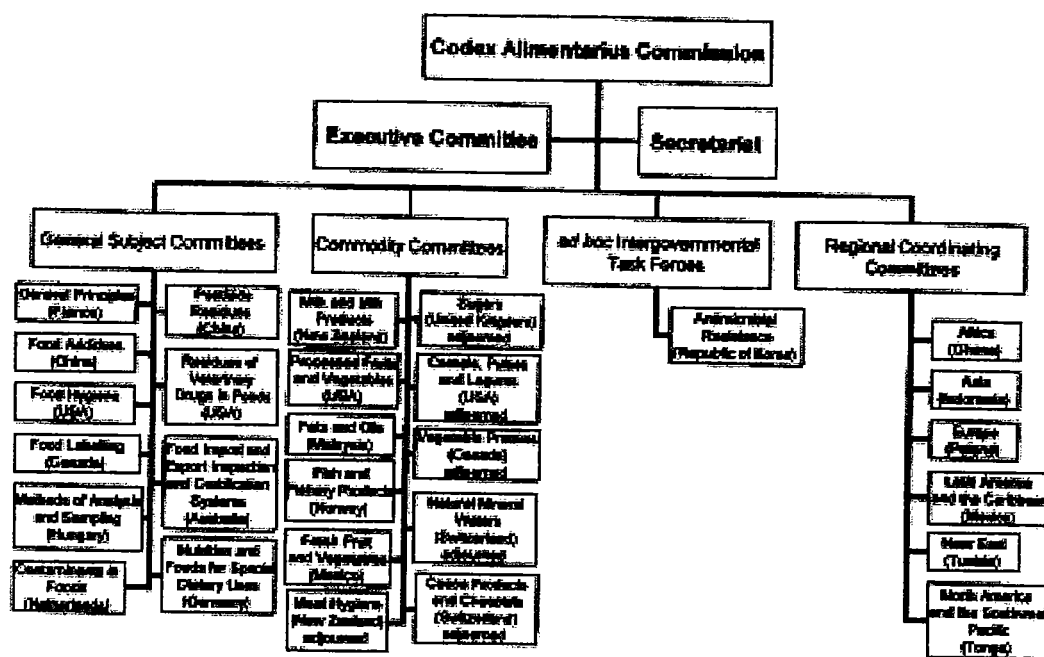 Codex Alimentarius Commission
Executive Committee
Secretariat
General Subject Committees
Commodity Committees
ad hoc Intergovernmental
Task Forces
Regional Coordinating
Committees
General Principles
(France)
Food Additives
(China)
Food Hygiene
(USA)
Food Labelling
(Canada)
Methods of Analysis
and Sampling
(Hungary)
Contaminants in
Foods
(Netherlands)
Pesticide
Residues
(China)
Residues of
Veterinary
Drugs in Foods
(USA)
Food Import and
Export Inspection
and Certification
Systems
(Australia)
Nutrition and
Foods for Special
Dietary Uses
(Germany)
Milk and Milk
Products
(New Zealand)
Processed Fruits
and Vegetables
(USA)
Fats and Oils
(Malaysia)
Fish and
Fishery Products
(Norway)
Fresh Fruit
and Vegetables
(Mexico)
Meat Hygiene
(New Zealand)
adjourned
Sugars
(United Kingdom)
adjourned
Cereals, Pulses
and Legumes
(USA)
adjourned
Vegetable Proteins
(Canada)
adjourned
Natural Mineral
Waters
(Switzerland)
adjourned
Cocoa Products
and Chocolate
(Switzerland)
adjourned
Antimicrobial
Resistance
(Republic of Korea)
Africa
(Ghana)
Asia
(Indonesia)
Europe
(Poland)
Latin America
and the Caribbean
(Mexico)
Near East
(Tunisia)
North America
and the Southwest
Pacific
(Tonga)